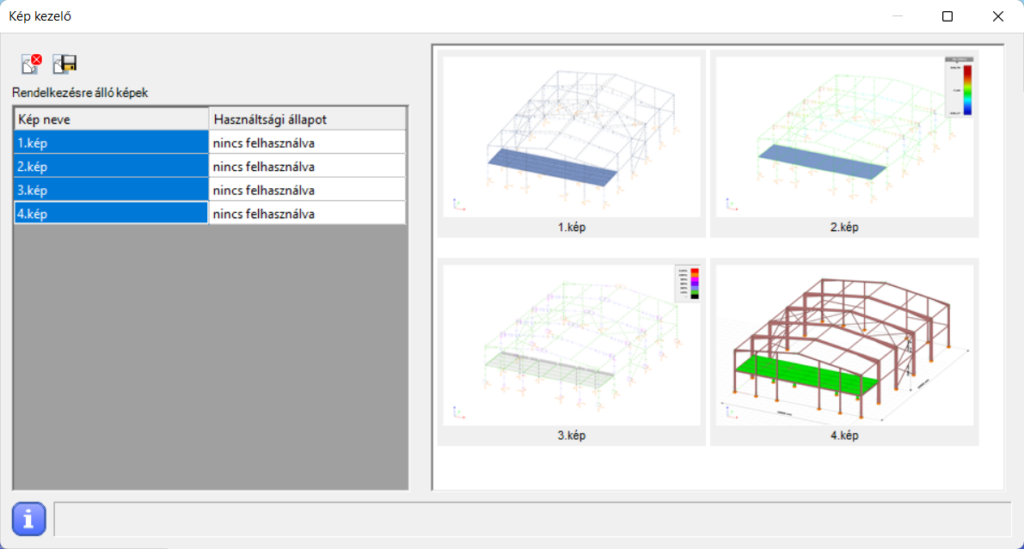 Kép kezelő
Rendelkezésre álló képek
Kép neve Használtsági állapot
1.kép nincs felhasználva
2.kép nincs felhasználva
3.kép nincs felhasználva
4.kép nincs felhasználva
1.kép 2.kép
3.kép 4.kép